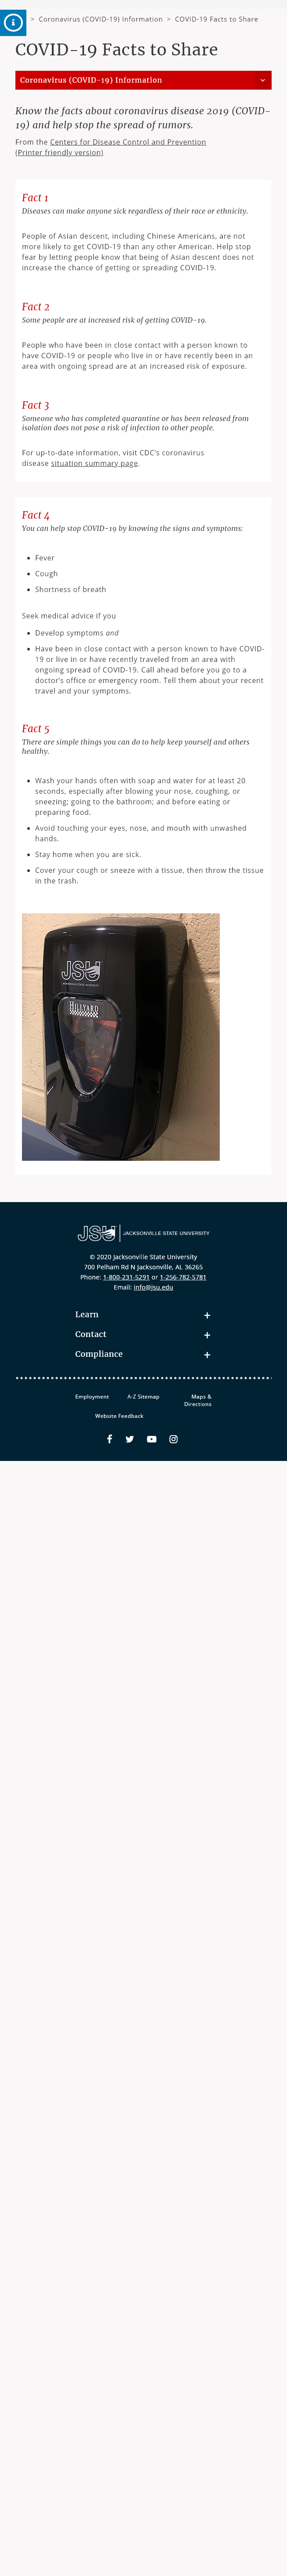 > Coronavirus (COVID-19) Information > COVID-19 Facts to Share
COVID-19 Facts to Share
Coronavirus (COVID-19) Information
Know the facts about coronavirus disease 2019 (COVID-
19) and help stop the spread of rumors.
From the Centers for Disease Control and Prevention
(Printer friendly version)
Fact 1
Diseases can make anyone sick regardless of their race or ethnicity.
People of Asian descent, including Chinese Americans, are not
more likely to get COVID-19 than any other American. Help stop
fear by letting people know that being of Asian descent does not
increase the chance of getting or spreading COVID-19.
Fact 2
Some people are at increased risk of getting COVID-19.
People who have been in close contact with a person known to
have COVID-19 or people who live in or have recently been in an
area with ongoing spread are at an increased risk of exposure.
Fact 3
Someone who has completed quarantine or has been released from
isolation does not pose a risk of infection to other people.
For up-to-date information, visit CDC's coronavirus
disease situation summary page.
Fact 4
You can help stop COVID-19 by knowing the signs and symptoms:
• Fever
• Cough
• Shortness of breath
Seek medical advice if you
• Develop symptoms and
• Have been in close contact with a person known to have COVID-
19 or live in or have recently traveled from an area with
ongoing spread of COVID-19. Call ahead before you go to a
doctor's office or emergency room. Tell them about your recent
travel and your symptoms.
Fact 5
There are simple things you can do to help keep yourself and others
healthy.
• Wash your hands often with soap and water for at least 20
seconds, especially after blowing your nose, coughing, or
sneezing; going to the bathroom; and before eating or
preparing food.
• Avoid touching your eyes, nose, and mouth with unwashed
hands.
• Stay home when you are sick.
• Cover your cough or sneeze with a tissue, then throw the tissue
in the trash.
JSU
HILLYARD
JSU JACKSONVILLE STATE UNIVERSITY
© 2020 Jacksonville State University
700 Pelham Rd N Jacksonville, AL 36265
Phone: 1-800-231-5291 or 1-256-782-5781
Email: info@jsu.edu
Learn +
Contact +
Compliance +
Employment A-Z Sitemap Maps &
Directions
Website Feedback